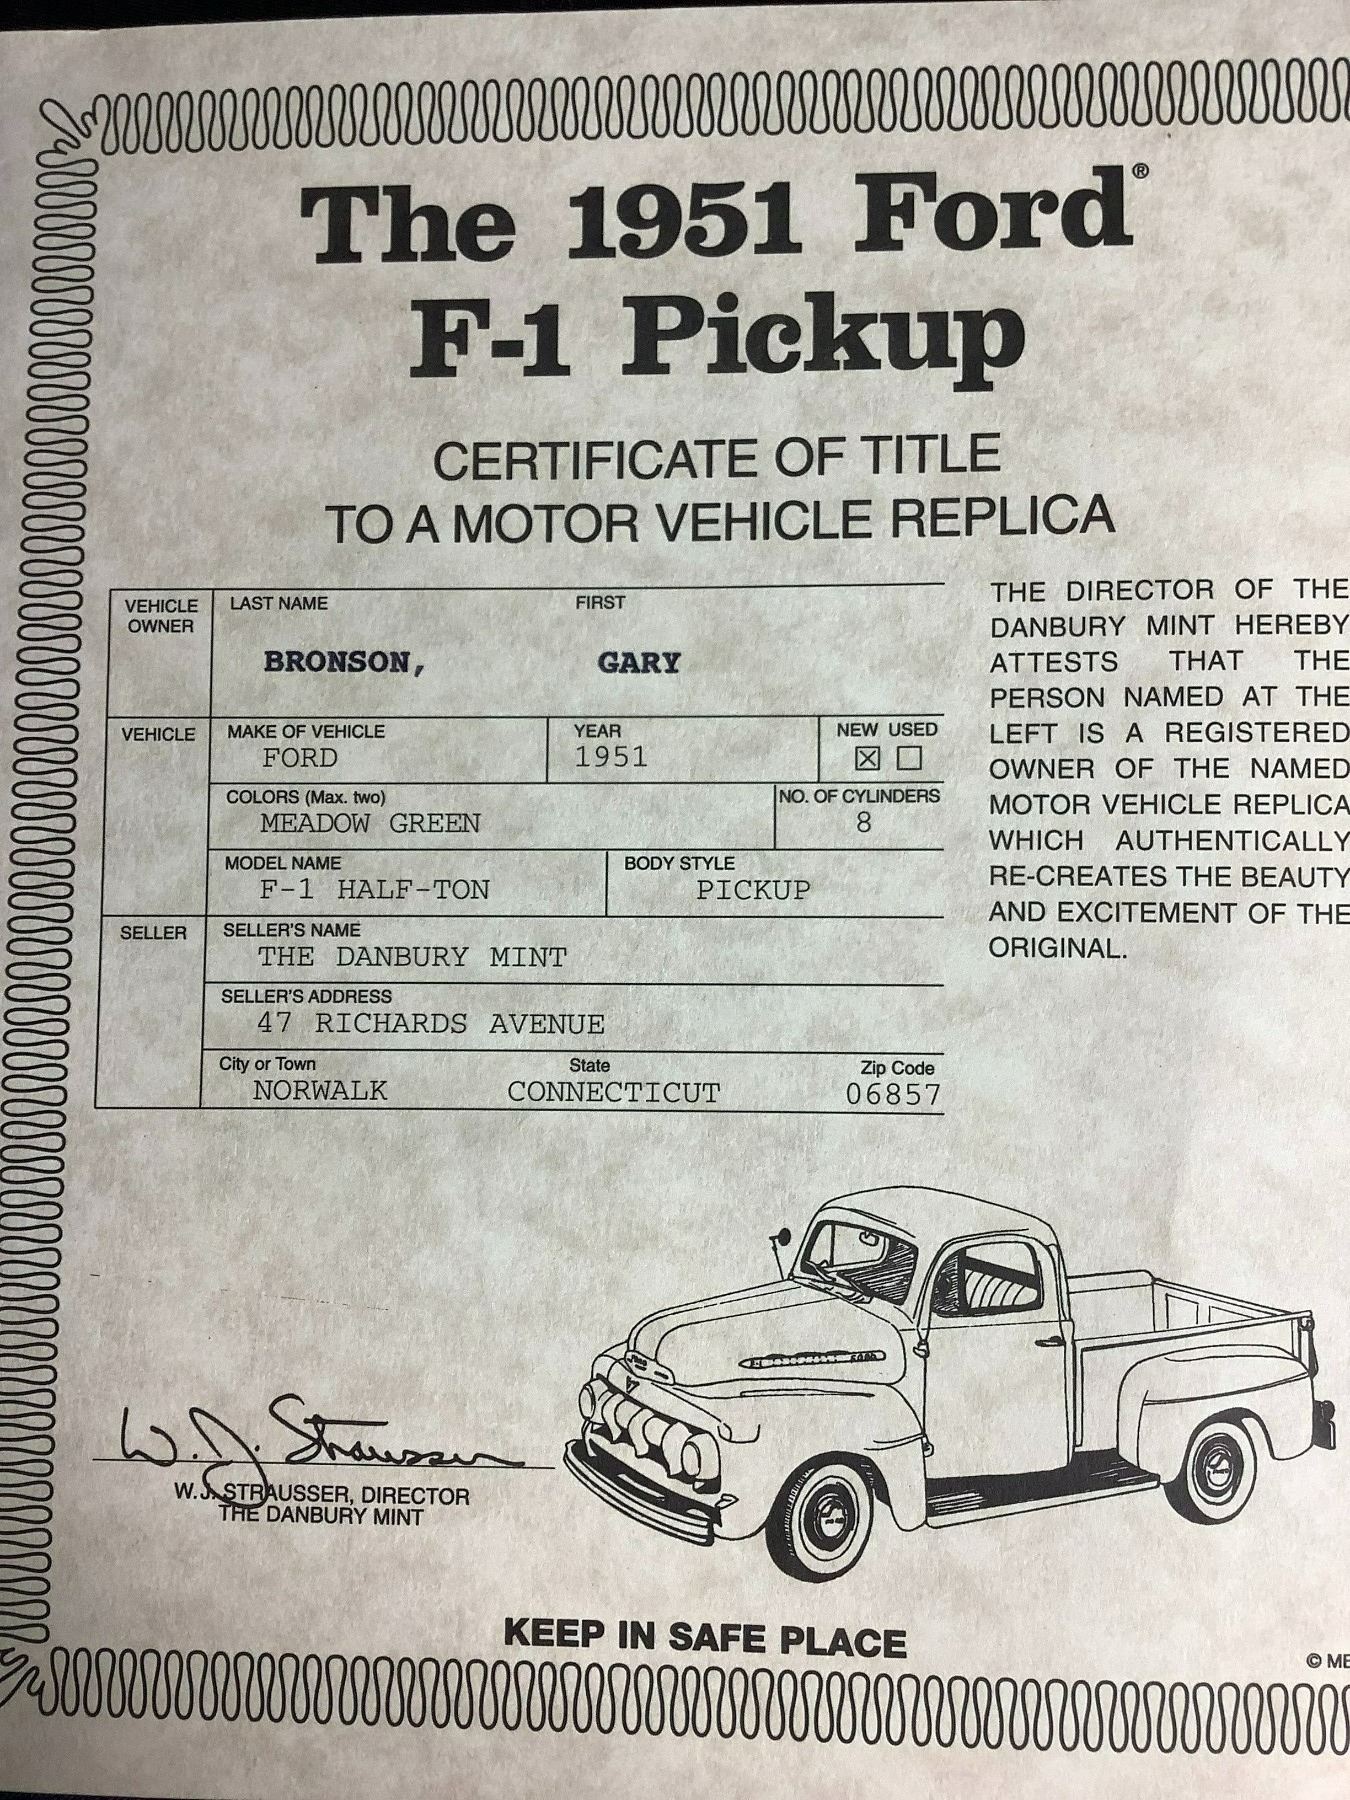 The 1951 Ford®
F-1 Pickup
CERTIFICATE OF TITLE
TO A MOTOR VEHICLE REPLICA
VEHICLE
OWNER
LAST NAME FIRST
BRONSON, GARY
VEHICLE
MAKE OF VEHICLE YEAR NEW USED
FORD 1951 ☒ ☐
COLORS (Max. two) NO. OF CYLINDERS
MEADOW GREEN 8
MODEL NAME BODY STYLE
F-1 HALF-TON PICKUP
SELLER
SELLER'S NAME
THE DANBURY MINT
SELLER'S ADDRESS
47 RICHARDS AVENUE
City or Town State Zip Code
NORWALK CONNECTICUT 06857
THE DIRECTOR OF THE
DANBURY MINT HEREBY
ATTESTS THAT THE
PERSON NAMED AT THE
LEFT IS A REGISTERED
OWNER OF THE NAMED
MOTOR VEHICLE REPLICA
WHICH AUTHENTICALLY
RE-CREATES THE BEAUTY
AND EXCITEMENT OF THE
ORIGINAL.
F-1 FORD
W. J. Strausser
W.J. STRAUSSER, DIRECTOR
THE DANBURY MINT
KEEP IN SAFE PLACE